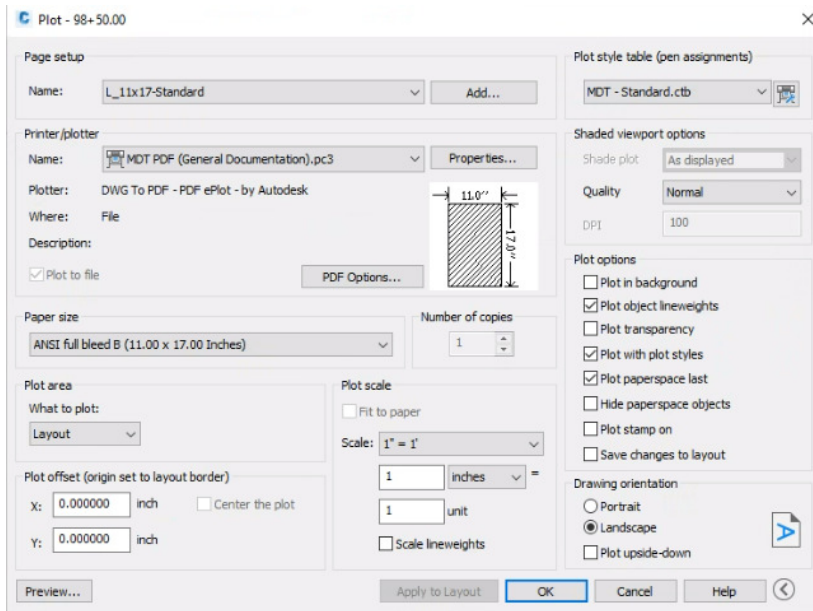 C Plot - 98+50.00
Page setup
Name: L_11x17-Standard Add...
Plot style table (pen assignments)
MDT - Standard.ctb
Printer/plotter
Name: MDT PDF (General Documentation).pc3 Properties...
Plotter: DWG To PDF - PDF ePlot - by Autodesk
Where: File
Description:
Plot to file PDF Options...
11.0''
17.0''
Shaded viewport options
Shade plot As displayed
Quality Normal
DPI 100
Paper size
ANSI full bleed B (11.00 x 17.00 Inches)
Number of copies
1
Plot options
Plot in background
Plot object lineweights
Plot transparency
Plot with plot styles
Plot paperspace last
Hide paperspace objects
Plot stamp on
Save changes to layout
Plot area
What to plot:
Layout
Plot scale
Fit to paper
Scale: 1" = 1'
1 inches =
1 unit
Scale lineweights
Plot offset (origin set to layout border)
X: 0.000000 inch Center the plot
Y: 0.000000 inch
Drawing orientation
Portrait
Landscape
Plot upside-down
A
Preview... Apply to Layout OK Cancel Help